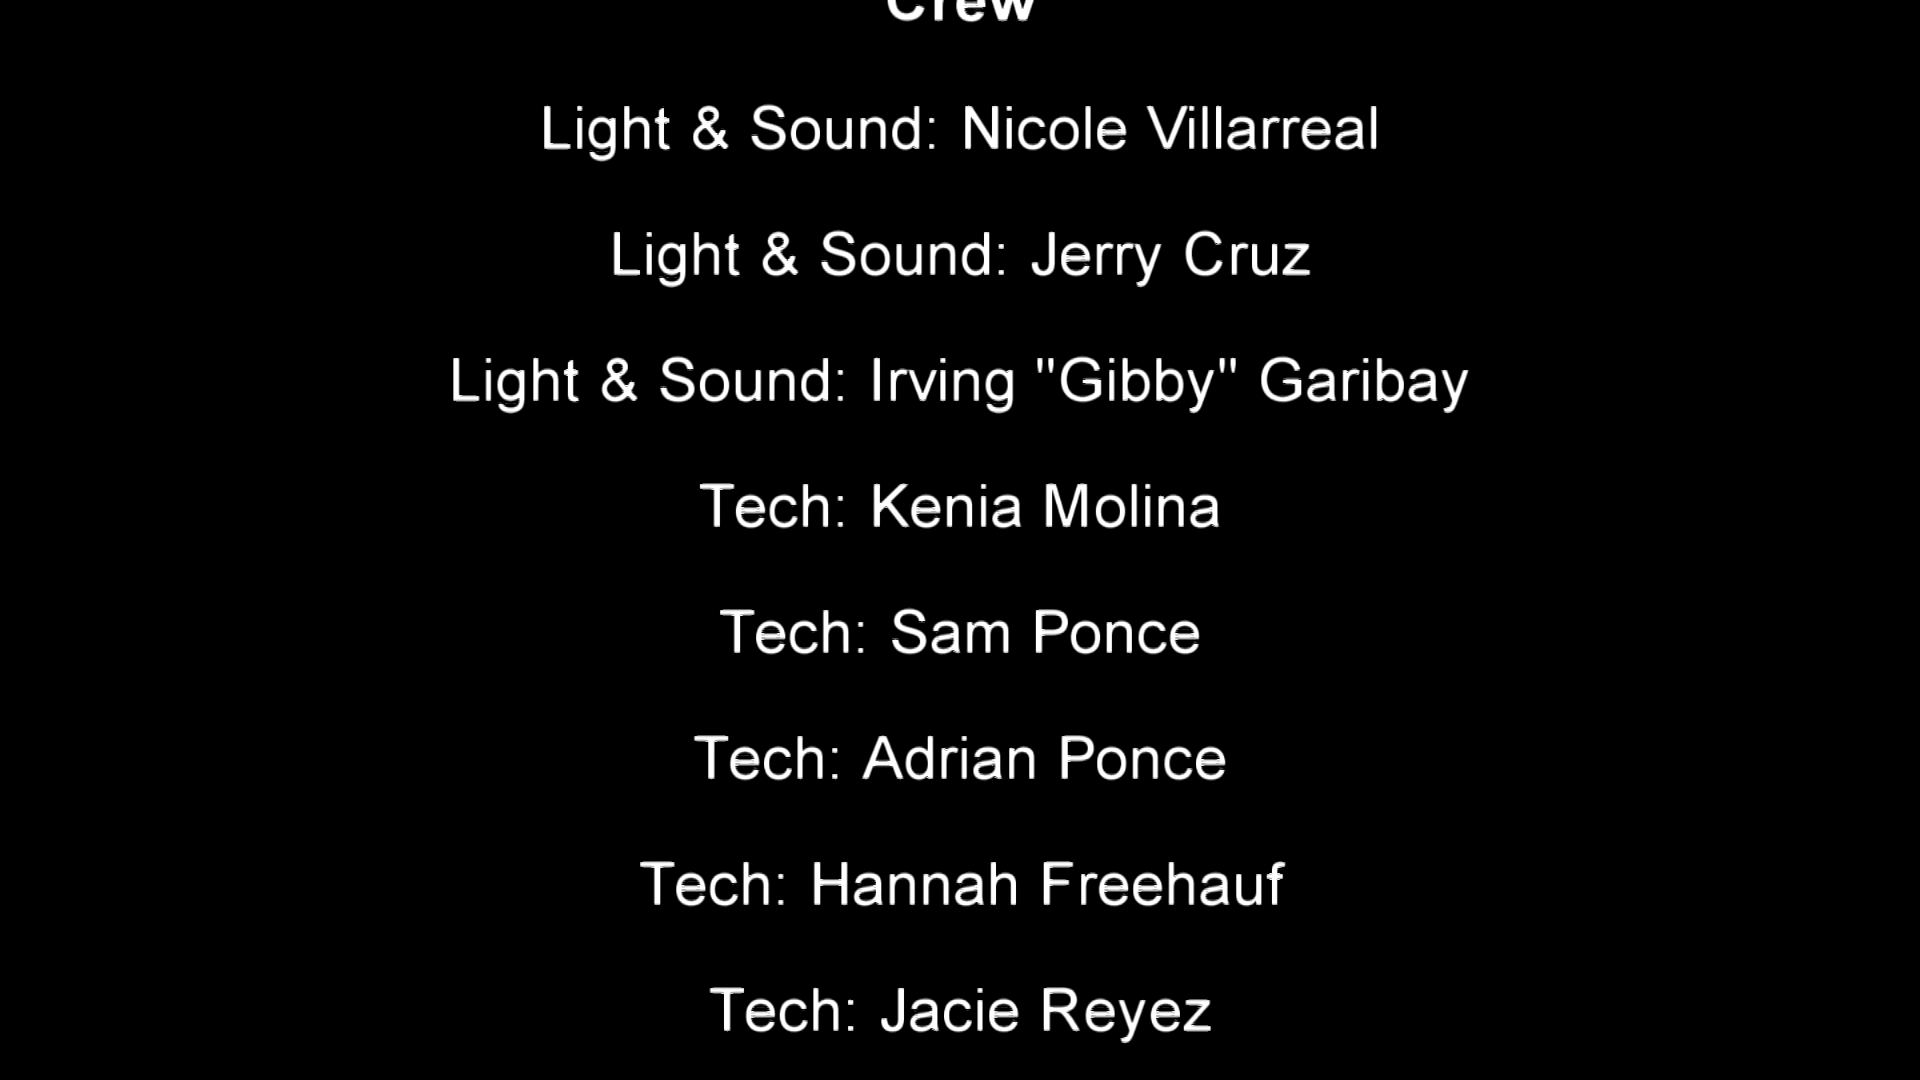 Crew
Light & Sound: Nicole Villarreal
Light & Sound: Jerry Cruz
Light & Sound: Irving "Gibby" Garibay
Tech: Kenia Molina
Tech: Sam Ponce
Tech: Adrian Ponce
Tech: Hannah Freehauf
Tech: Jacie Reyez